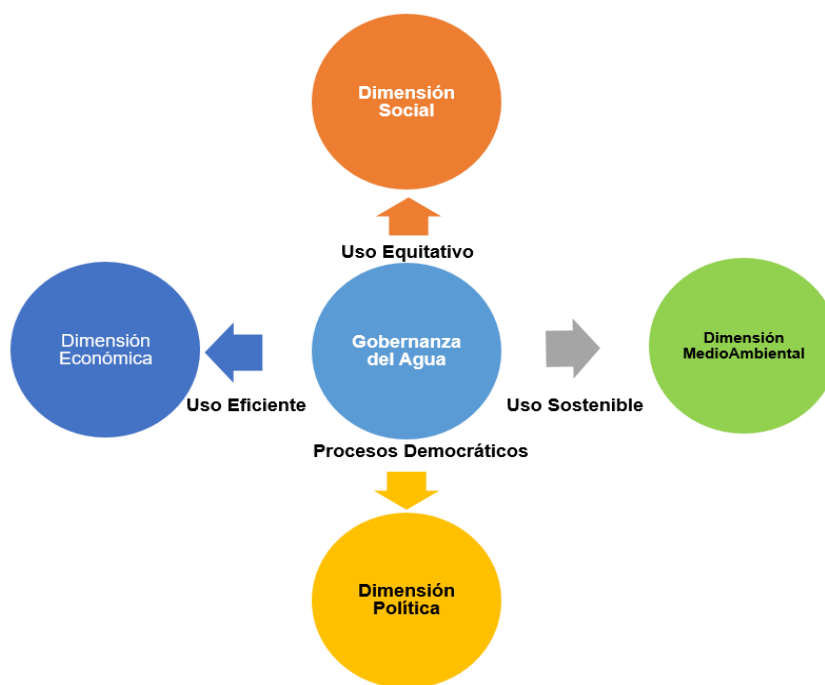 Dimensión
Social
Uso Equitativo
Dimensión
Económica
Gobernanza
del Agua
Dimensión
MedioAmbiental
Uso Eficiente
Uso Sostenible
Procesos Democráticos
Dimensión
Política